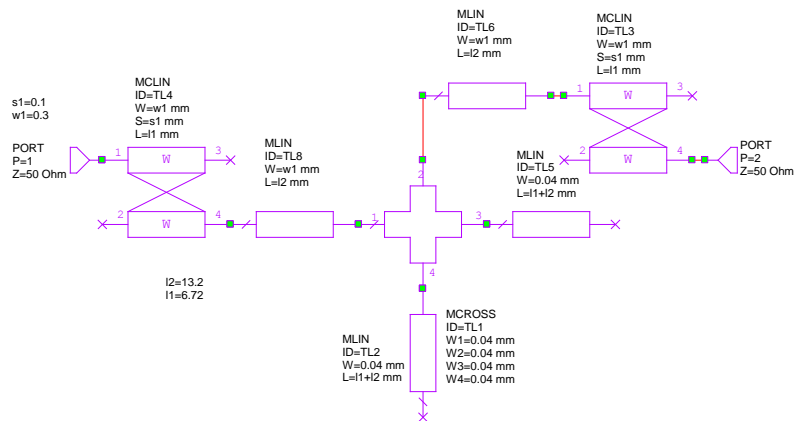 MLIN
ID=TL6
W=w1 mm
L=l2 mm
MCLIN
ID=TL3
W=w1 mm
S=s1 mm
L=l1 mm
1
W
3
2
W
4
PORT
P=2
Z=50 Ohm
s1=0.1
w1=0.3
MCLIN
ID=TL4
W=w1 mm
S=s1 mm
L=l1 mm
PORT
P=1
Z=50 Ohm
1
W
3
2
W
4
MLIN
ID=TL8
W=w1 mm
L=l2 mm
MLIN
ID=TL5
W=0.04 mm
L=l1+l2 mm
2
1
3
4
l2=13.2
l1=6.72
MLIN
ID=TL2
W=0.04 mm
L=l1+l2 mm
MCROSS
ID=TL1
W1=0.04 mm
W2=0.04 mm
W3=0.04 mm
W4=0.04 mm